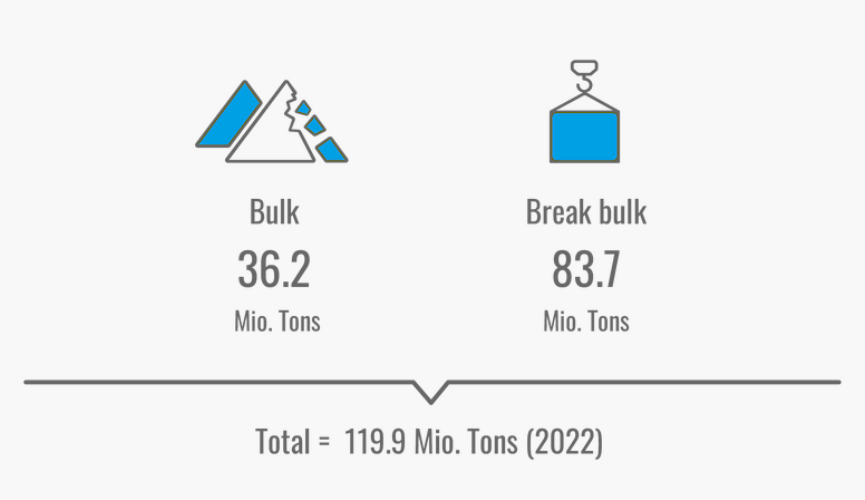 Bulk
Break bulk
36.2
83.7
Mio. Tons
Mio. Tons
Total = 119.9 Mio. Tons (2022)